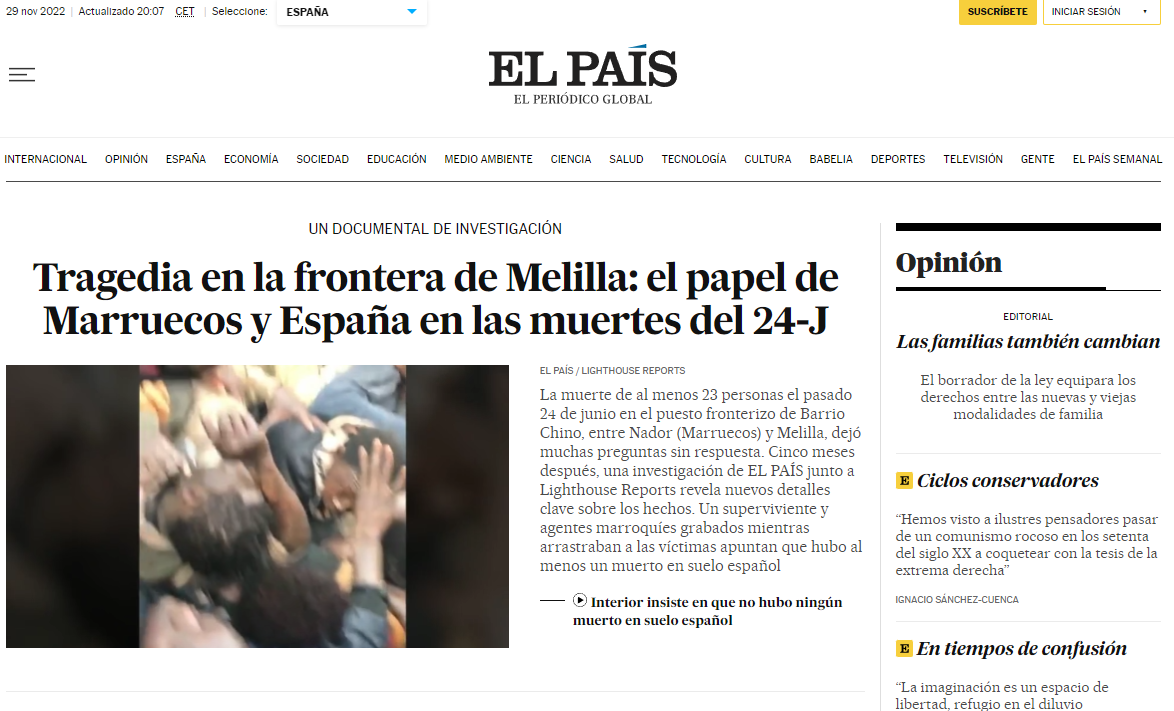 29 nov 2022 | Actualizado 20:07 CET | Seleccione: ESPAÑA
SUSCRÍBETE
INICIAR SESIÓN
EL PAÍS
EL PERIÓDICO GLOBAL
INTERNACIONAL OPINIÓN ESPAÑA ECONOMÍA SOCIEDAD EDUCACIÓN MEDIO AMBIENTE CIENCIA SALUD TECNOLOGÍA CULTURA BABELIA DEPORTES TELEVISIÓN GENTE EL PAÍS SEMANAL
UN DOCUMENTAL DE INVESTIGACIÓN
Tragedia en la frontera de Melilla: el papel de
Marruecos y España en las muertes del 24-J
EL PAÍS / LIGHTHOUSE REPORTS
La muerte de al menos 23 personas el pasado
24 de junio en el puesto fronterizo de Barrio
Chino, entre Nador (Marruecos) y Melilla, dejó
muchas preguntas sin respuesta. Cinco meses
después, una investigación de EL PAÍS junto a
Lighthouse Reports revela nuevos detalles
clave sobre los hechos. Un superviviente y
agentes marroquíes grabados mientras
arrastraban a las víctimas apuntan que hubo al
menos un muerto en suelo español
Interior insiste en que no hubo ningún
muerto en suelo español
Opinión
EDITORIAL
Las familias también cambian
El borrador de la ley equipara los
derechos entre las nuevas y viejas
modalidades de familia
E Ciclos conservadores
“Hemos visto a ilustres pensadores pasar
de un comunismo rocoso en los setenta
del siglo XX a coquetear con la tesis de la
extrema derecha”
IGNACIO SÁNCHEZ-CUENCA
E En tiempos de confusión
“La imaginación es un espacio de
libertad, refugio en el diluvio